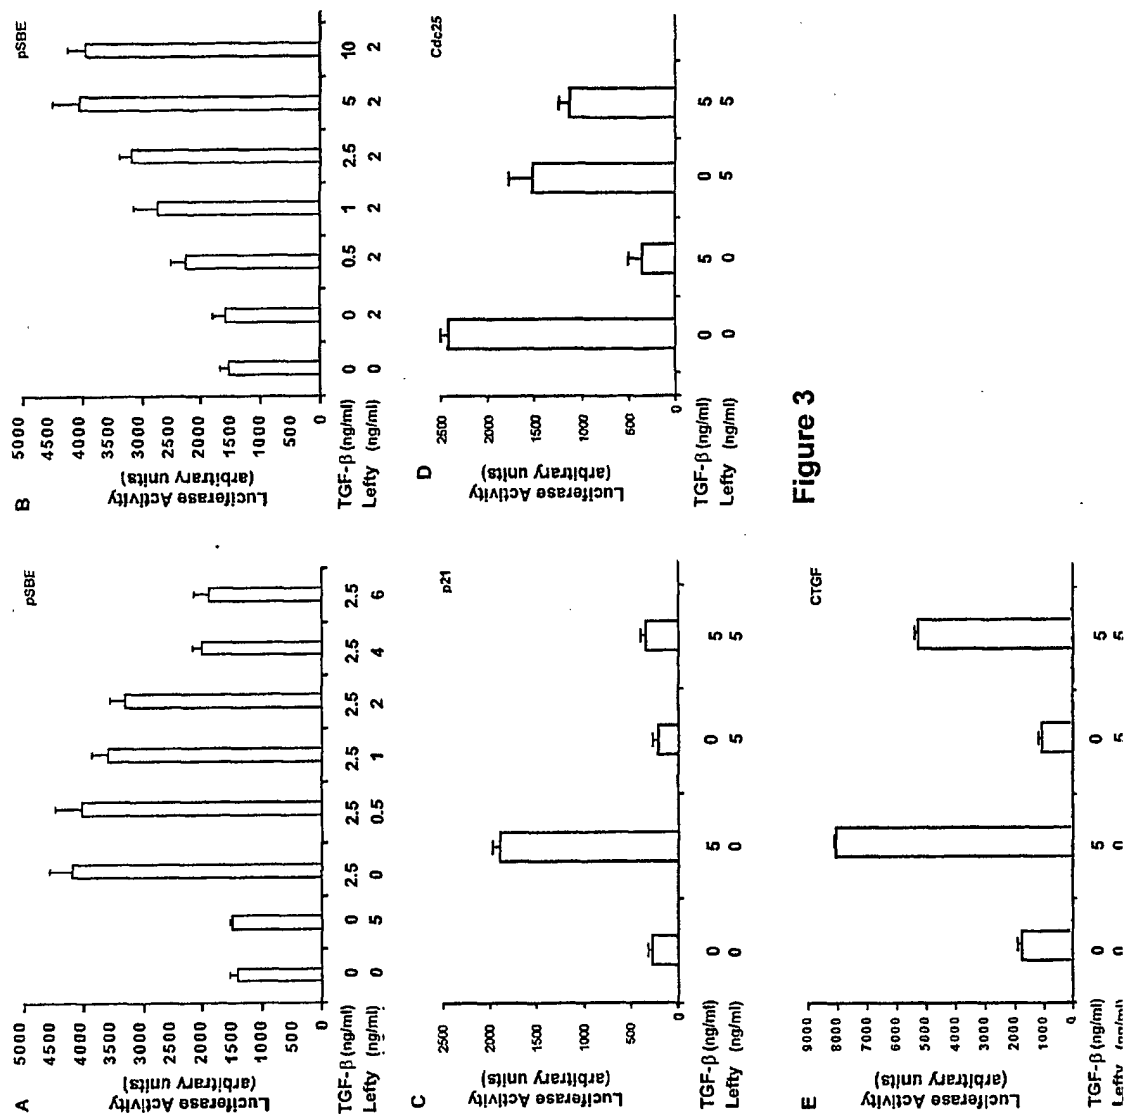 A
pSBE
5000
4500
4000
3500
3000
2500
2000
1500
1000
500
0
Luciferase Activity
(arbitrary units)
TGF-β (ng/ml) 0 0 2.5 2.5 2.5 2.5 2.5 2.5
Lefty (ng/ml) 0 5 0 0.5 1 2 4 6
B
pSBE
5000
4500
4000
3500
3000
2500
2000
1500
1000
500
0
Luciferase Activity
(arbitrary units)
TGF-β (ng/ml) 0 0 0.5 1 2.5 5 10
Lefty (ng/ml) 0 2 2 2 2 2 2
C
p21
2500
2000
1500
1000
500
0
Luciferase Activity
(arbitrary units)
TGF-β (ng/ml) 0 5 0 5
Lefty (ng/ml) 0 0 5 5
D
Cdc25
2500
2000
1500
1000
500
0
Luciferase Activity
(arbitrary units)
TGF-β (ng/ml) 0 5 0 5
Lefty (ng/ml) 0 0 5 5
E
CTGF
9000
8000
7000
6000
5000
4000
3000
2000
1000
0
Luciferase Activity
(arbitrary units)
TGF-β (ng/ml) 0 5 0 5
Lefty (ng/ml) 0 0 5 5
Figure 3